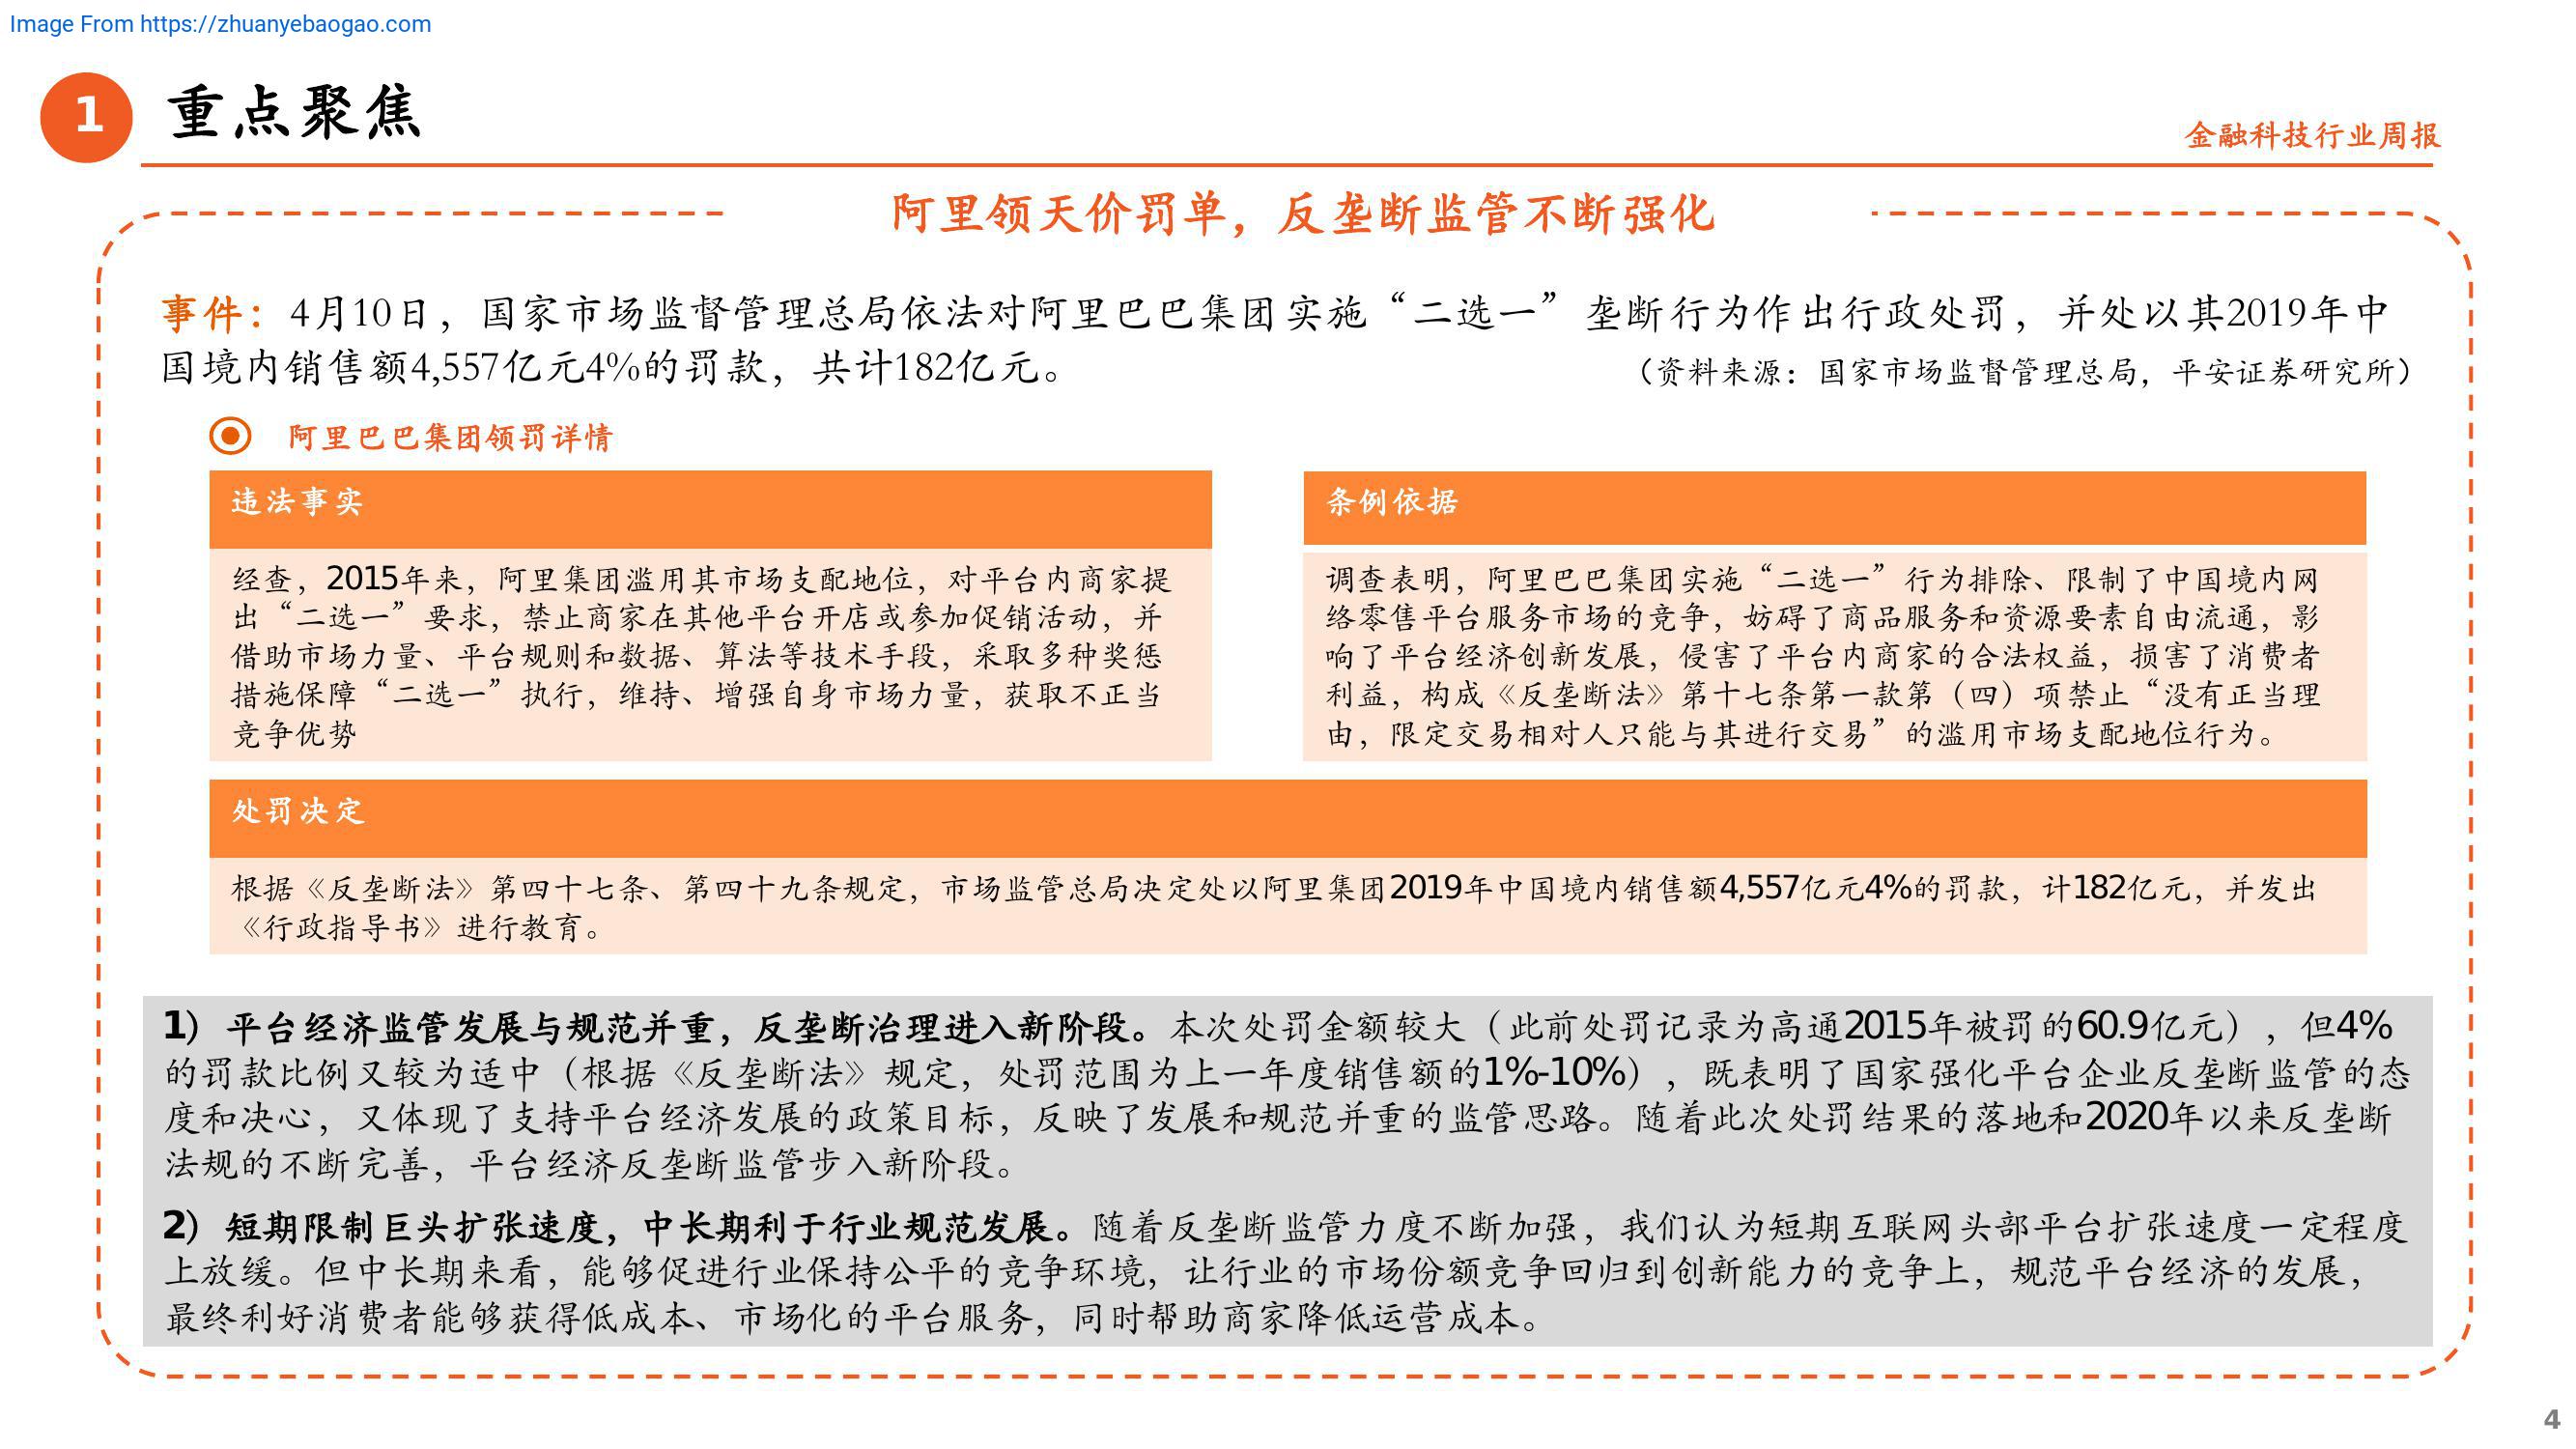 Image From https://zhuanyebaogao.com
1
重点聚焦
金融科技行业周报
阿里领天价罚单，反垄断监管不断强化
事件：4月10日，国家市场监督管理总局依法对阿里巴巴集团实施“二选一”垄断行为作出行政处罚，并处以其2019年中
国境内销售额4,557亿元4%的罚款，共计182亿元。
（资料来源：国家市场监督管理总局，平安证券研究所）
阿里巴巴集团领罚详情
违法事实
经查，2015年来，阿里集团滥用其市场支配地位，对平台内商家提
出“二选一”要求，禁止商家在其他平台开店或参加促销活动，并
借助市场力量、平台规则和数据、算法等技术手段，采取多种奖惩
措施保障“二选一”执行，维持、增强自身市场力量，获取不正当
竞争优势
条例依据
调查表明，阿里巴巴集团实施“二选一”行为排除、限制了中国境内网
络零售平台服务市场的竞争，妨碍了商品服务和资源要素自由流通，影
响了平台经济创新发展，侵害了平台内商家的合法权益，损害了消费者
利益，构成《反垄断法》第十七条第一款第（四）项禁止“没有正当理
由，限定交易相对人只能与其进行交易”的滥用市场支配地位行为。
处罚决定
根据《反垄断法》第四十七条、第四十九条规定，市场监管总局决定处以阿里集团2019年中国境内销售额4,557亿元4%的罚款，计182亿元，并发出
《行政指导书》进行教育。
1）平台经济监管发展与规范并重，反垄断治理进入新阶段。本次处罚金额较大（此前处罚记录为高通2015年被罚的60.9亿元），但4%
的罚款比例又较为适中（根据《反垄断法》规定，处罚范围为上一年度销售额的1%-10%），既表明了国家强化平台企业反垄断监管的态
度和决心，又体现了支持平台经济发展的政策目标，反映了发展和规范并重的监管思路。随着此次处罚结果的落地和2020年以来反垄断
法规的不断完善，平台经济反垄断监管步入新阶段。
2）短期限制巨头扩张速度，中长期利于行业规范发展。随着反垄断监管力度不断加强，我们认为短期互联网头部平台扩张速度一定程度
上放缓。但中长期来看，能够促进行业保持公平的竞争环境，让行业的市场份额竞争回归到创新能力的竞争上，规范平台经济的发展，
最终利好消费者能够获得低成本、市场化的平台服务，同时帮助商家降低运营成本。
4